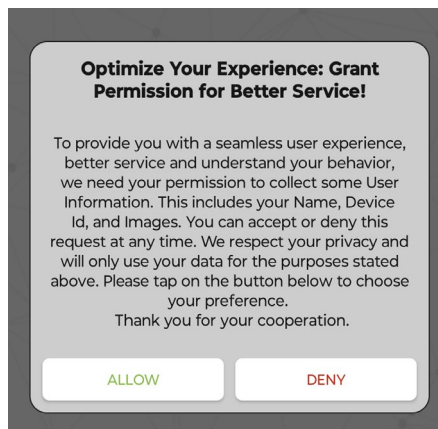 Optimize Your Experience: Grant
Permission for Better Service!
To provide you with a seamless user experience,
better service and understand your behavior,
we need your permission to collect some User
Information. This includes your Name, Device
Id, and Images. You can accept or deny this
request at any time. We respect your privacy and
will only use your data for the purposes stated
above. Please tap on the button below to choose
your preference.
Thank you for your cooperation.
ALLOW DENY